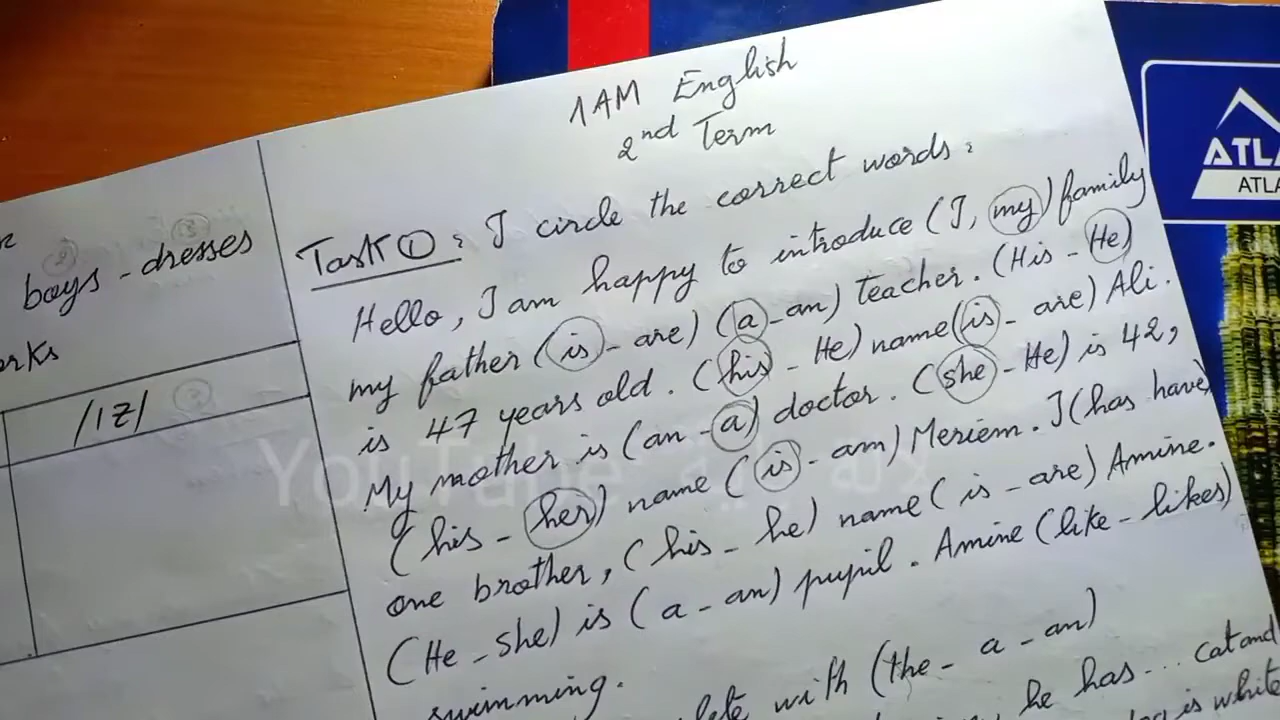 boys - dresses
/IZ/
1AM English
2nd Term
Task 1 : I circle the correct words :
Hello, I am happy to introduce (I, my) family
my father (is - are) (a - an) teacher. (His - He)
is 47 years old. (his - He) name (is - are) Ali.
My mother is (an - a) doctor. (she - He) is 42,
(his - her) name (is - am) Meriem. I (has have)
one brother, (his - he) name (is - are) Amine.
(He - she) is (a - an) pupil. Amine (like - likes)
swimming.
with (the - a - an)
he has ... cat and
is white
ATLA
ATLA
YouTube